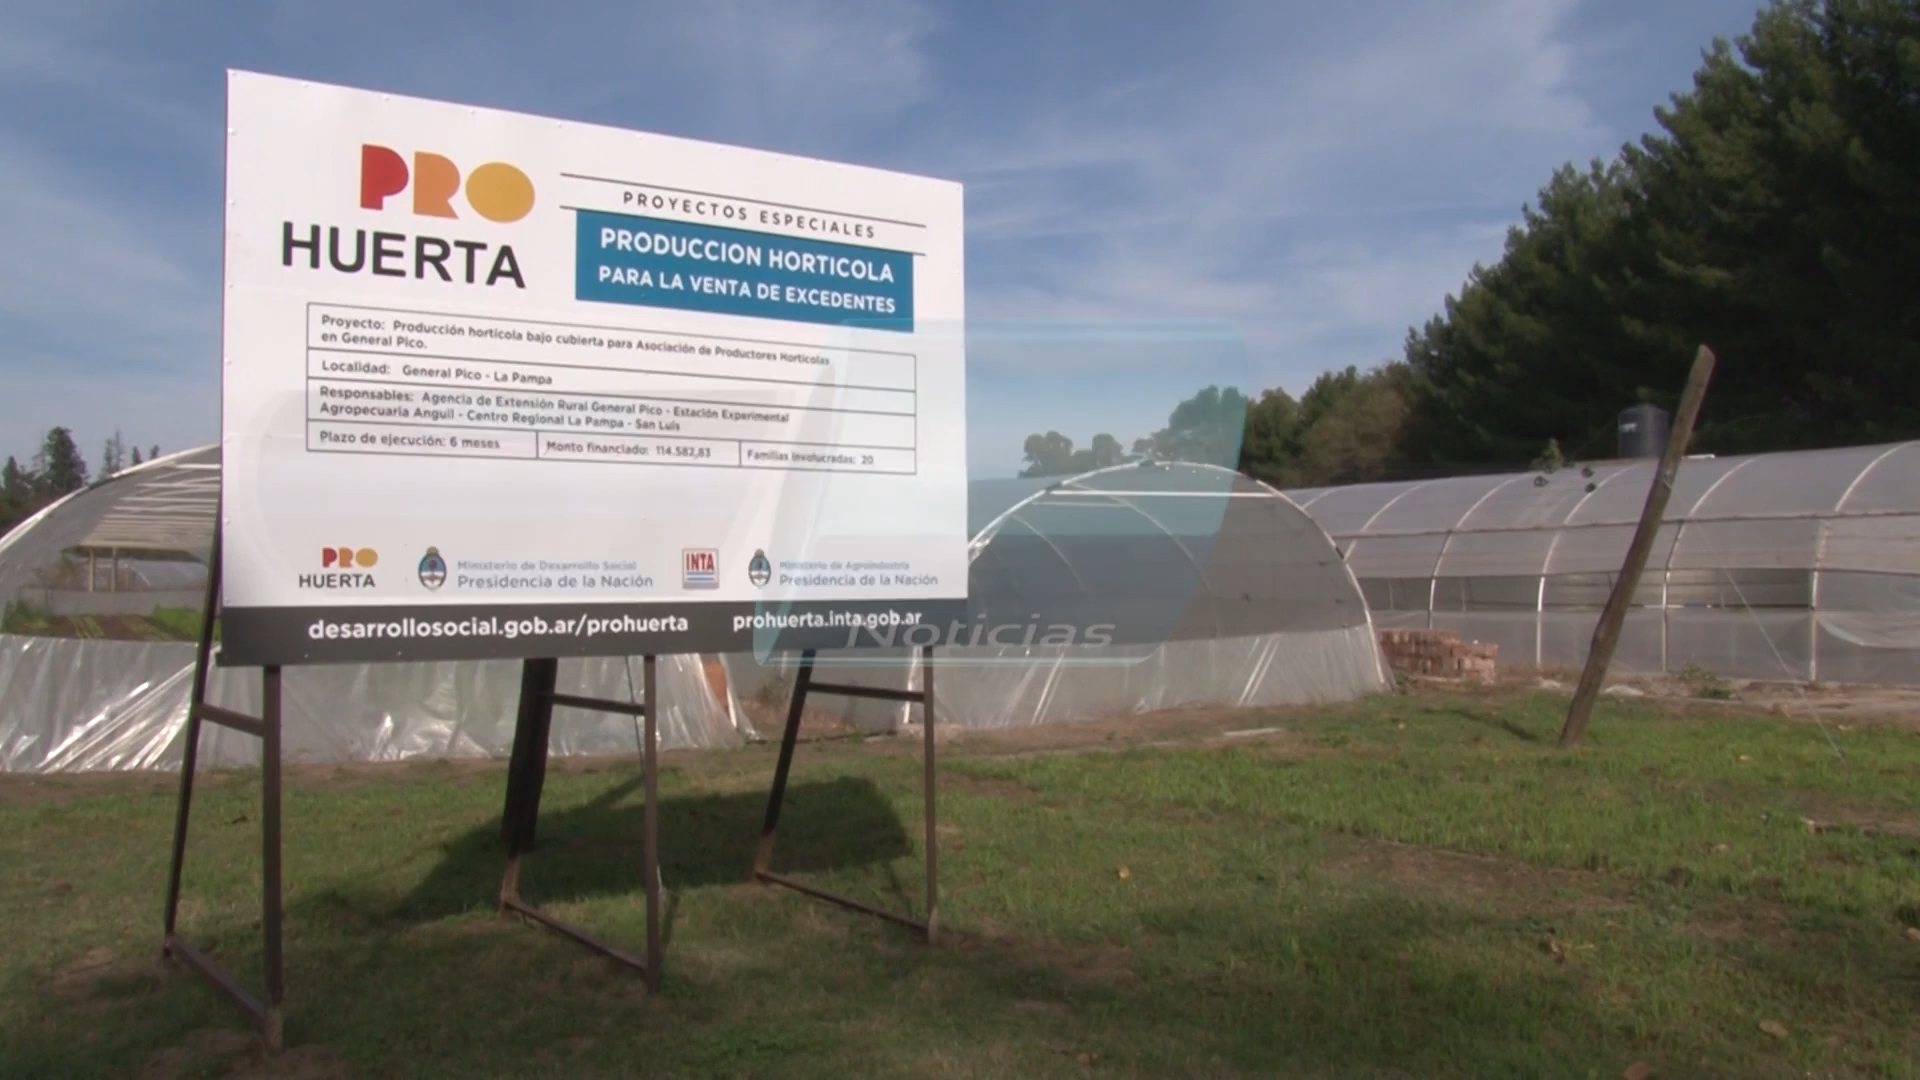 PRO
HUERTA
PROYECTOS ESPECIALES
PRODUCCION HORTICOLA
PARA LA VENTA DE EXCEDENTES
Proyecto: Producción hortícola bajo cubierta para Asociación de Productores Hortícolas
en General Pico.
Localidad: General Pico - La Pampa
Responsables: Agencia de Extensión Rural General Pico - Estación Experimental
Agropecuaria Anguil - Centro Regional La Pampa - San Luis
Plazo de ejecución: 6 meses
Monto financiado: 114.582,83
Familias involucradas: 20
PRO
HUERTA
Ministerio de Desarrollo Social
Presidencia de la Nación
INTA
Ministerio de Agroindustria
Presidencia de la Nación
desarrollosocial.gob.ar/prohuerta
prohuerta.inta.gob.ar
Noticias